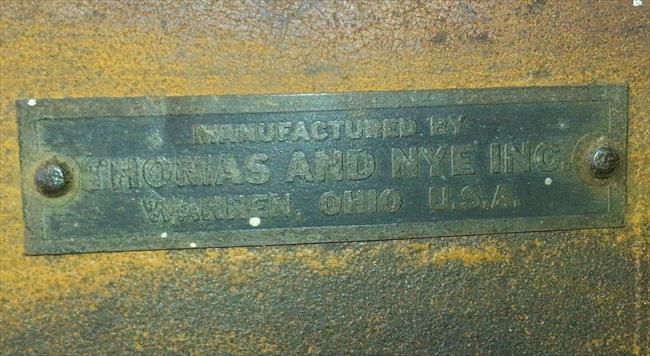 MANUFACTURED BY
THOMAS AND NYE INC.
WARREN, OHIO U.S.A.